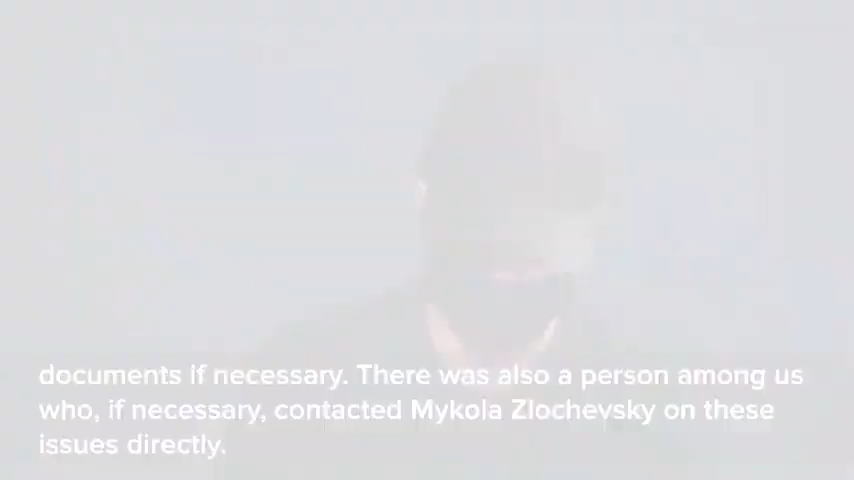 documents if necessary. There was also a person among us
who, if necessary, contacted Mykola Zlochevsky on these
issues directly.